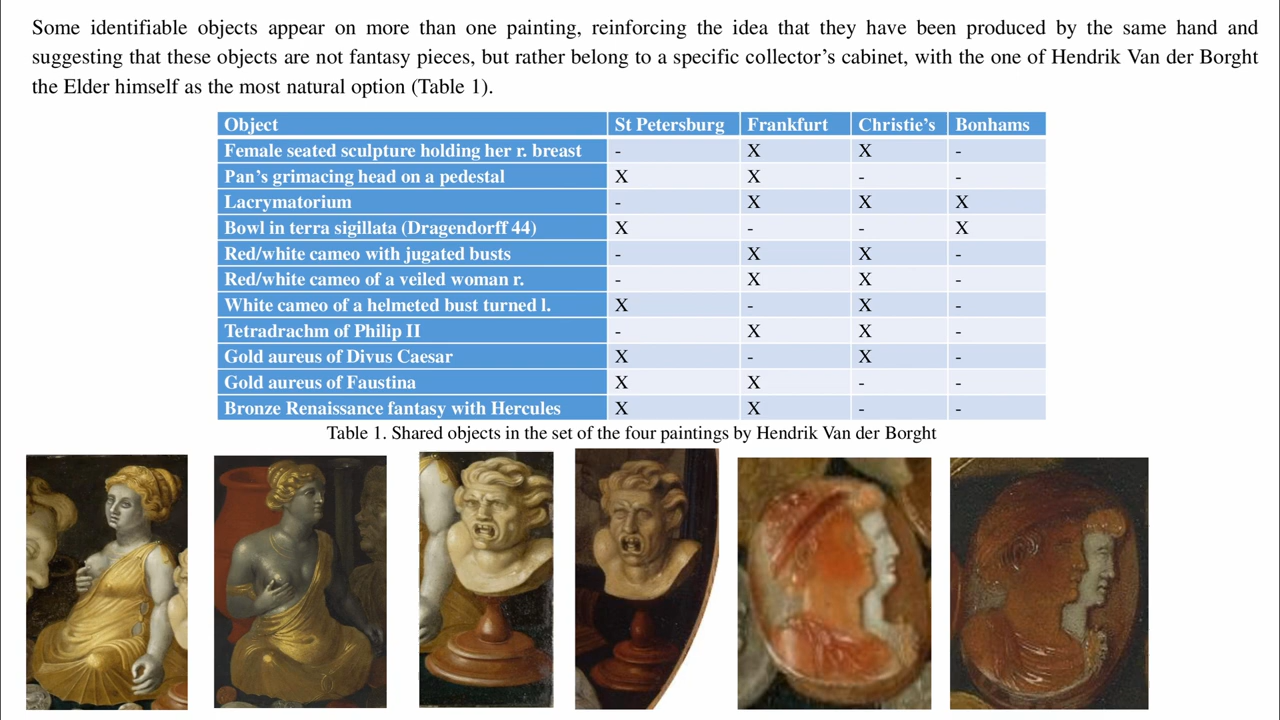 Some identifiable objects appear on more than one painting, reinforcing the idea that they have been produced by the same hand and
suggesting that these objects are not fantasy pieces, but rather belong to a specific collector’s cabinet, with the one of Hendrik Van der Borght
the Elder himself as the most natural option (Table 1).
Object St Petersburg Frankfurt Christie’s Bonhams
Female seated sculpture holding her r. breast - X X -
Pan’s grimacing head on a pedestal X X - -
Lacrymatorium - X X X
Bowl in terra sigillata (Dragendorff 44) X - - X
Red/white cameo with jugated busts - X X -
Red/white cameo of a veiled woman r. - X X -
White cameo of a helmeted bust turned l. X - X -
Tetradrachm of Philip II - X X -
Gold aureus of Divus Caesar X - X -
Gold aureus of Faustina X X - -
Bronze Renaissance fantasy with Hercules X X - -
Table 1. Shared objects in the set of the four paintings by Hendrik Van der Borght